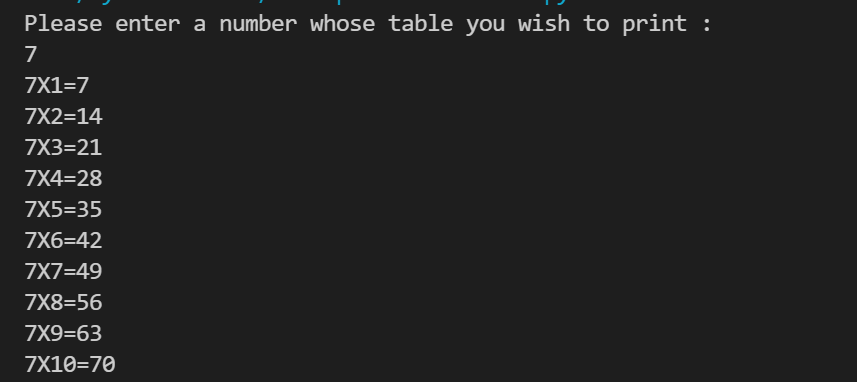 Please enter a number whose table you wish to print :
7
7X1=7
7X2=14
7X3=21
7X4=28
7X5=35
7X6=42
7X7=49
7X8=56
7X9=63
7X10=70